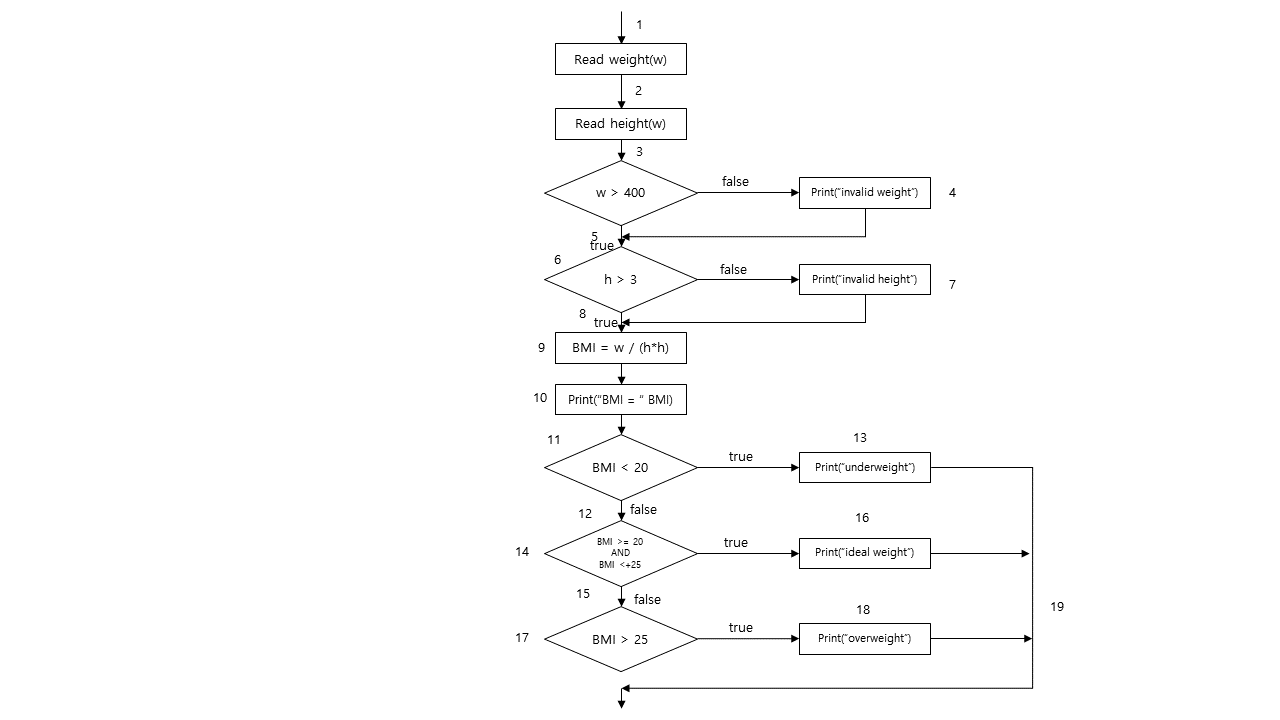 1
Read weight(w)
2
Read height(w)
3
w > 400
false
Print("invalid weight")
4
5
true
6
h > 3
false
Print("invalid height")
7
8
true
9
BMI = w / (h*h)
10
Print("BMI = " BMI)
11
BMI < 20
true
13
Print("underweight")
12
false
14
BMI >= 20
AND
BMI <+25
true
16
Print("ideal weight")
15
false
19
17
BMI > 25
true
18
Print("overweight")